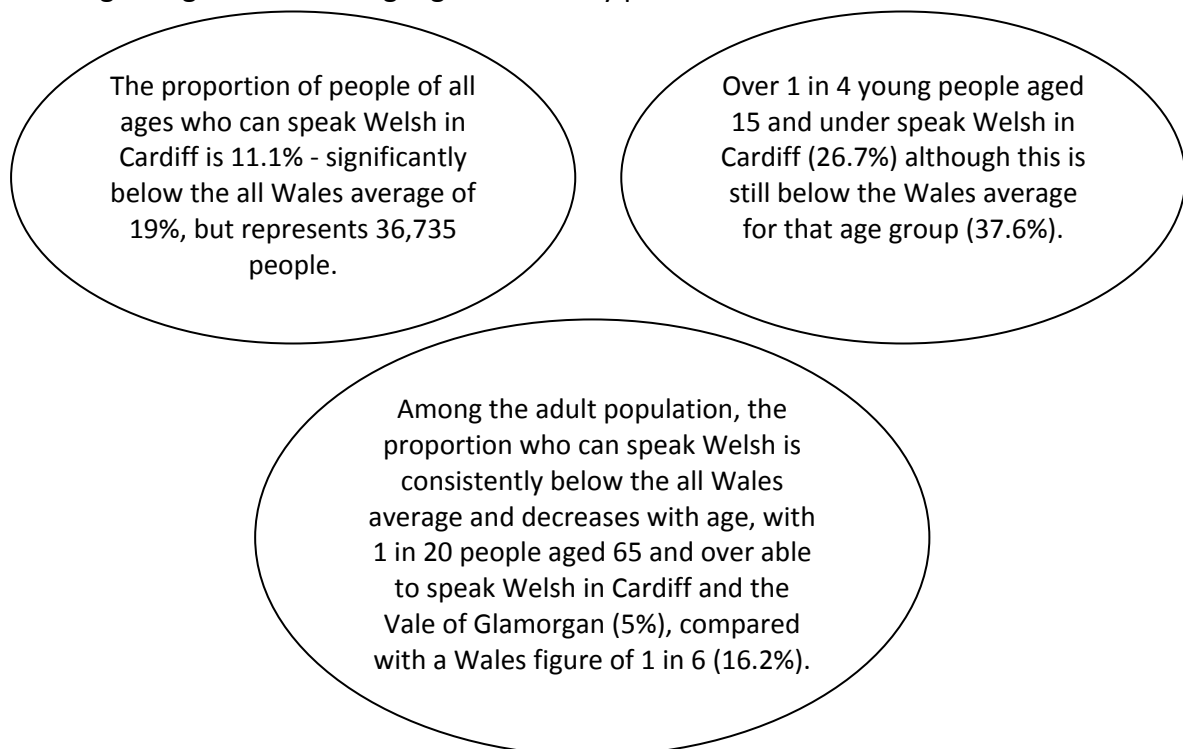 The proportion of people of all
ages who can speak Welsh in
Cardiff is 11.1% - significantly
below the all Wales average of
19%, but represents 36,735
people.
Over 1 in 4 young people aged
15 and under speak Welsh in
Cardiff (26.7%) although this is
still below the Wales average
for that age group (37.6%).
Among the adult population, the
proportion who can speak Welsh is
consistently below the all Wales
average and decreases with age, with
1 in 20 people aged 65 and over able
to speak Welsh in Cardiff and the
Vale of Glamorgan (5%), compared
with a Wales figure of 1 in 6 (16.2%).